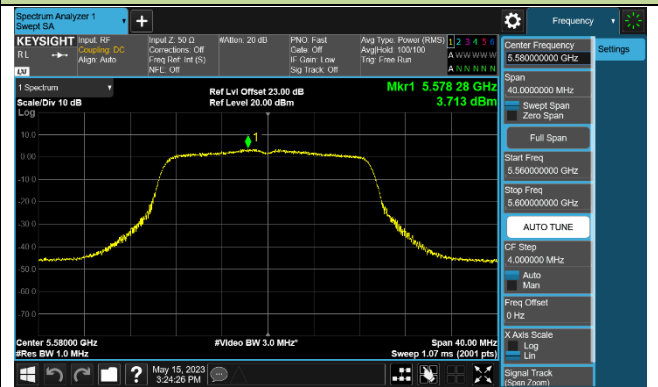 Spectrum Analyzer 1
Swept SA
Frequency
KEYSIGHT
RL
LXI
Input: RF
Coupling: DC
Align: Auto
Input Z: 50 Ω
Corrections: Off
Freq Ref: Int (S)
NFE: Off
#Atten: 20 dB
PNO: Fast
Gate: Off
IF Gain: Low
Sig Track: Off
Avg Type: Power (RMS)
Avg|Hold: 100/100
Trig: Free Run
1 2 3 4 5 6
A W W W W W
A N N N N N
1 Spectrum
Scale/Div 10 dB
Log
Ref Lvl Offset 23.00 dB
Ref Level 20.00 dBm
Mkr1 5.578 28 GHz
3.713 dBm
1
10.0
0.00
-10.0
-20.0
-30.0
-40.0
-50.0
-60.0
-70.0
Center 5.58000 GHz
#Res BW 1.0 MHz
#Video BW 3.0 MHz*
Span 40.00 MHz
Sweep 1.07 ms (2001 pts)
May 15, 2023
3:24:26 PM
Settings
Center Frequency
5.580000000 GHz
Span
40.0000000 MHz
Swept Span
Zero Span
Full Span
Start Freq
5.560000000 GHz
Stop Freq
5.600000000 GHz
AUTO TUNE
CF Step
4.000000 MHz
Auto
Man
Freq Offset
0 Hz
X Axis Scale
Log
Lin
Signal Track
(Span Zoom)